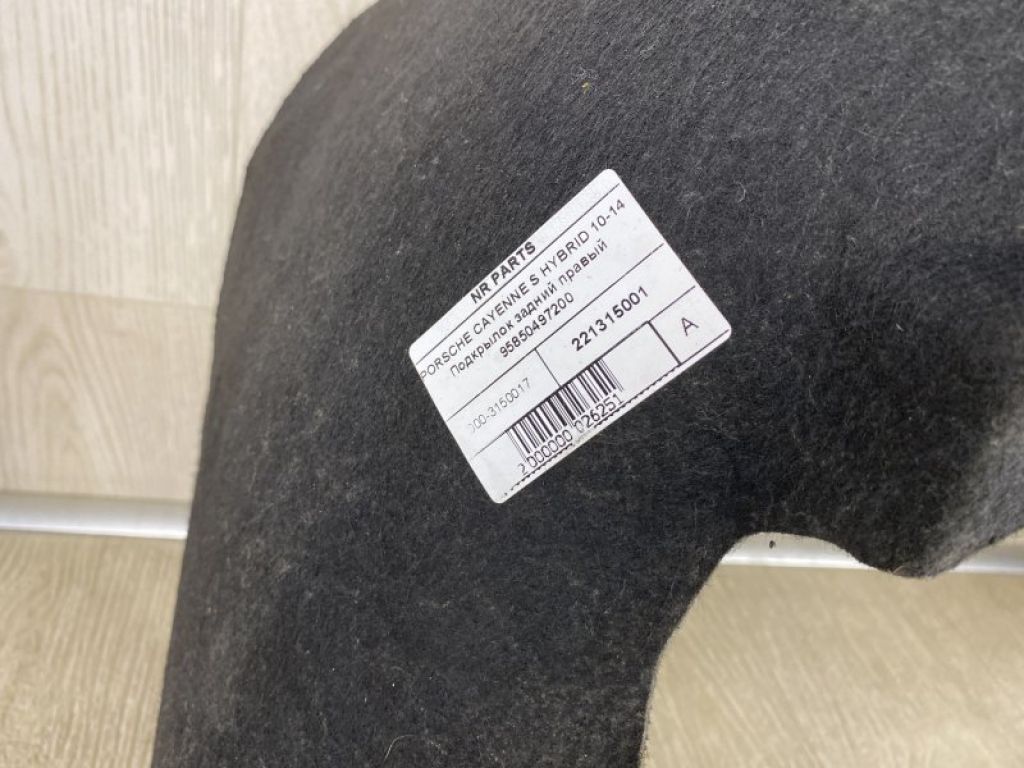 NR PARTS
PORSCHE CAYENNE S HYBRID 10-14
Подкрылок задний правый
95850497200
221315001
A
000-3150017
2 000000 026251